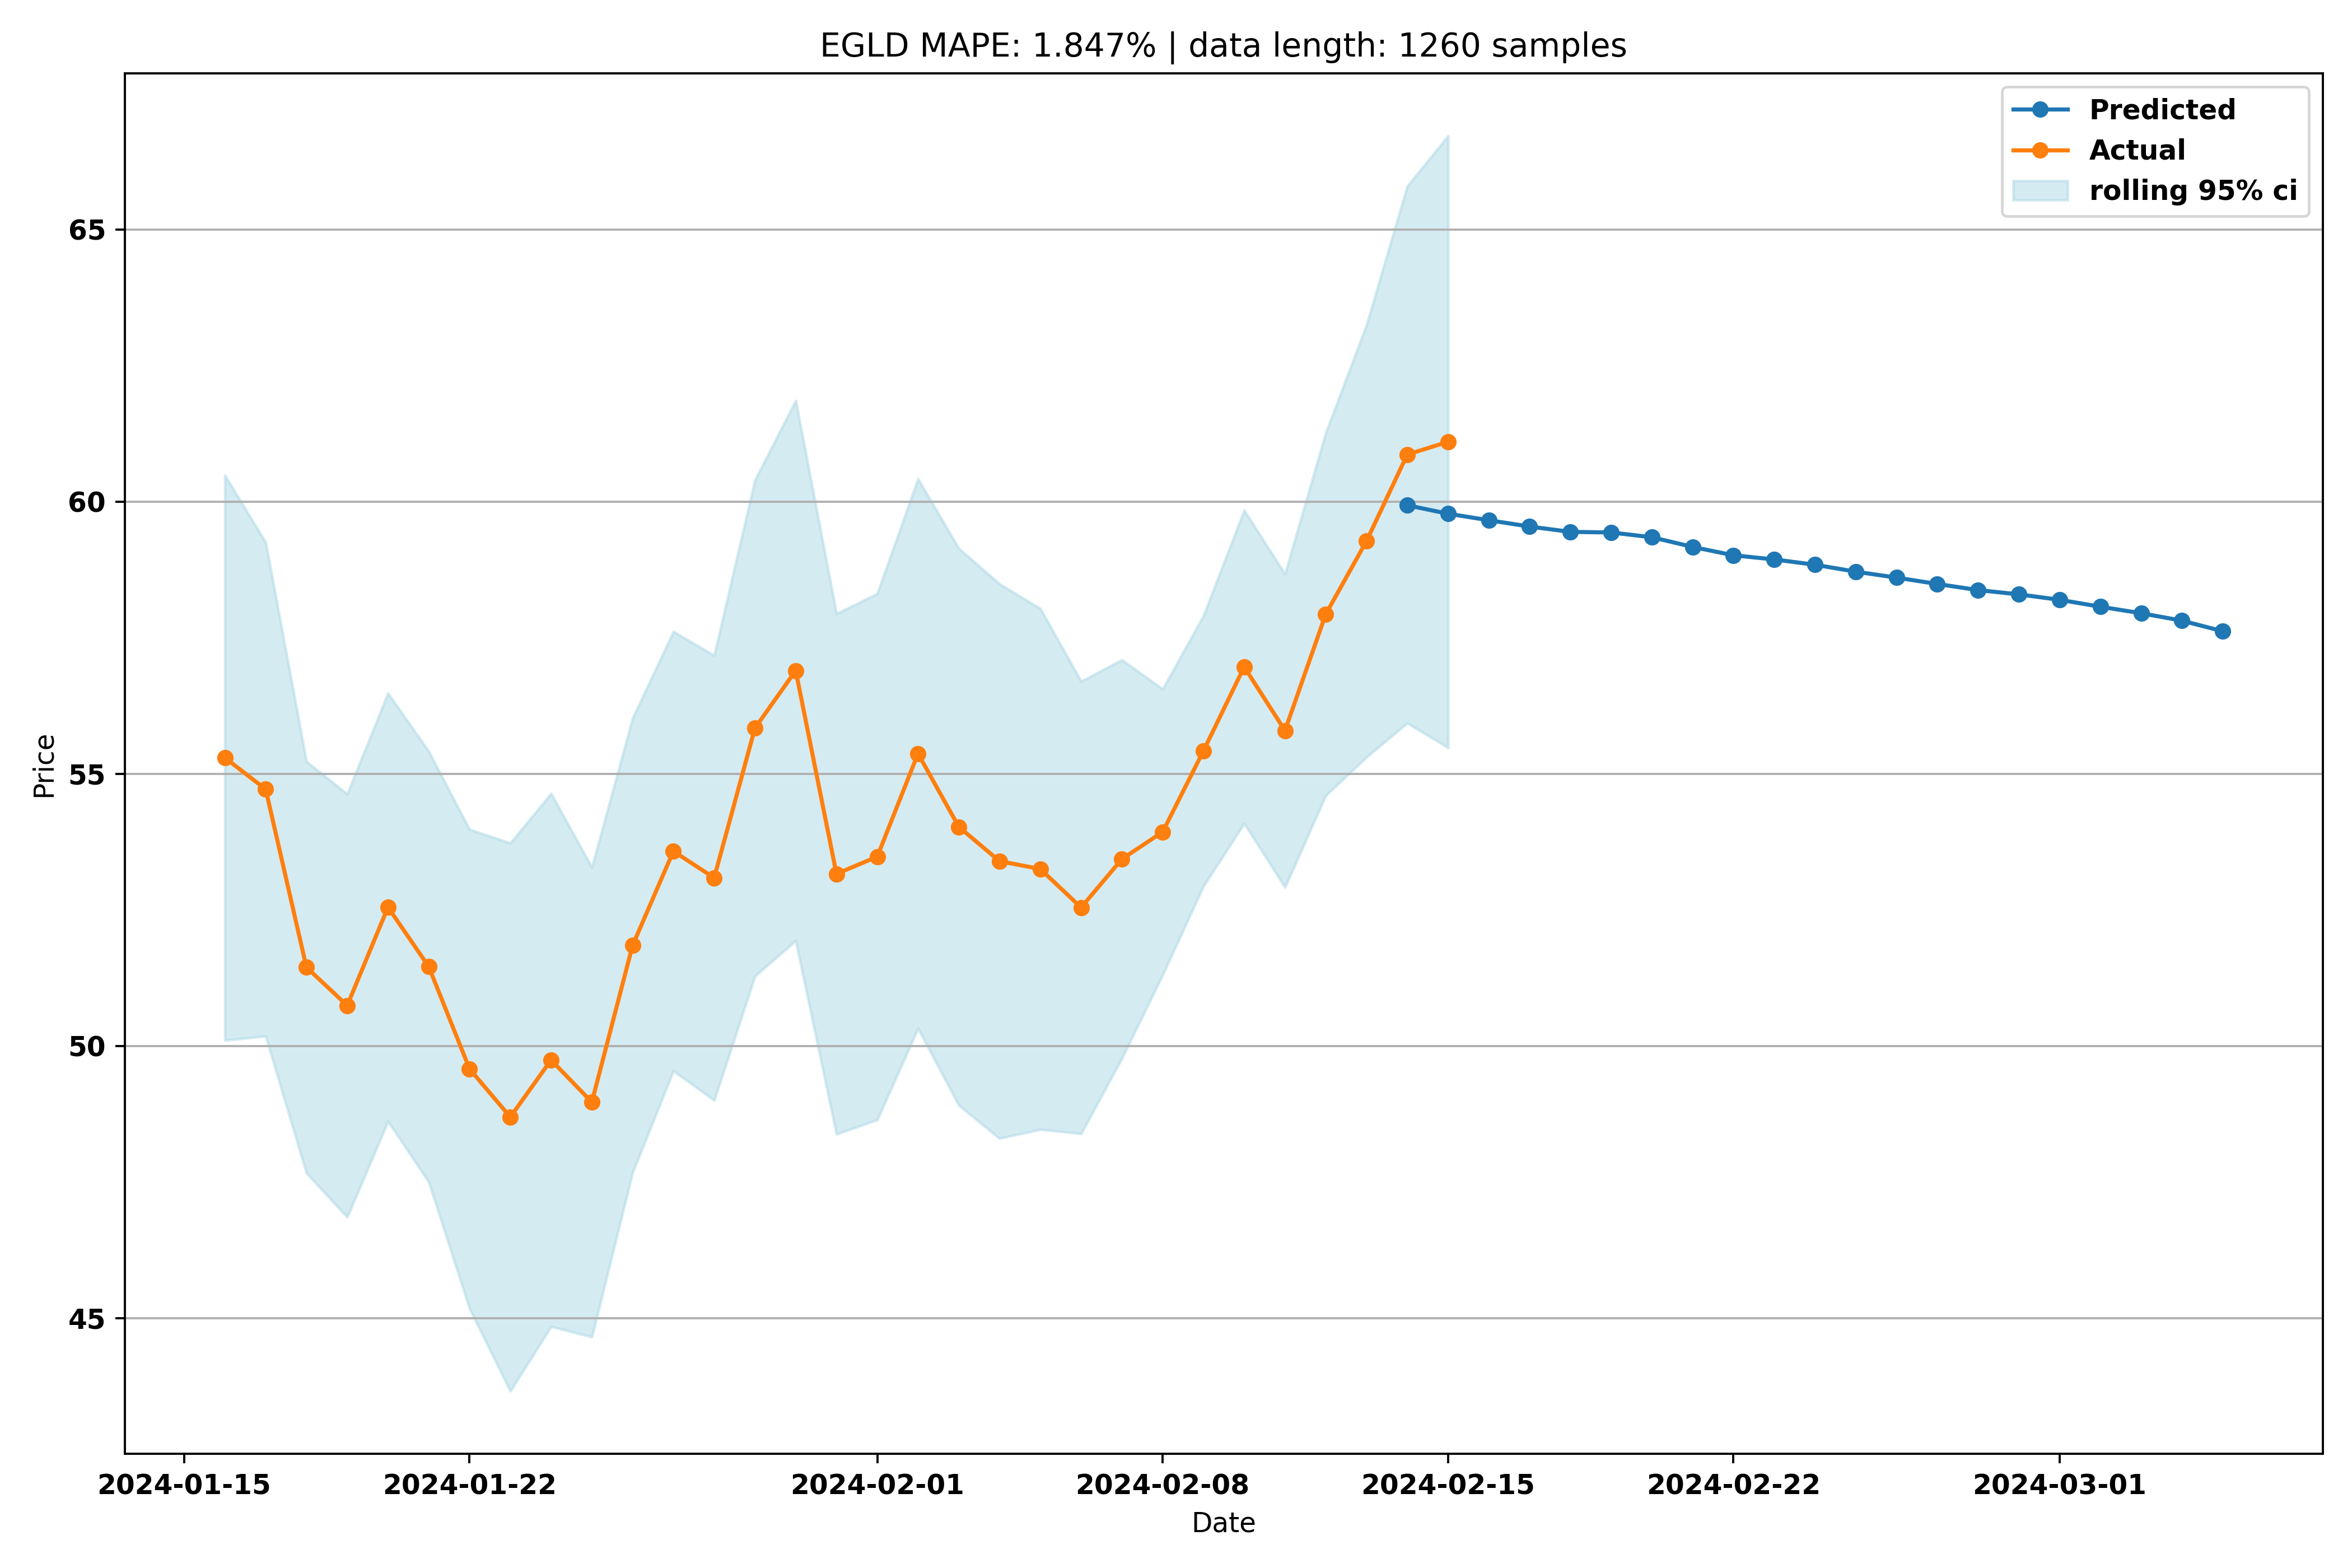 EGLD MAPE: 1.847% | data length: 1260 samples
Predicted
Actual
rolling 95% ci
65
60
55
50
45
Price
2024-01-15 2024-01-22 2024-02-01 2024-02-08 2024-02-15 2024-02-22 2024-03-01
Date